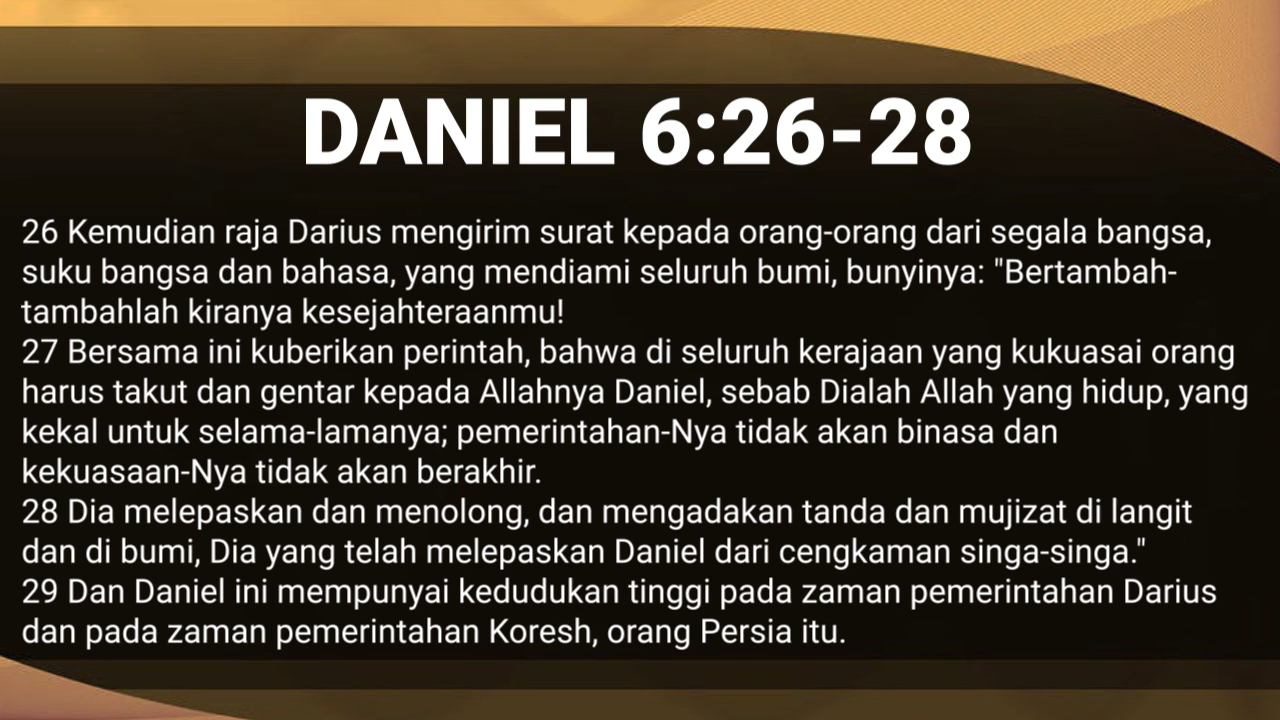 DANIEL 6:26-28
26 Kemudian raja Darius mengirim surat kepada orang-orang dari segala bangsa,
suku bangsa dan bahasa, yang mendiami seluruh bumi, bunyinya: "Bertambah-
tambahlah kiranya kesejahteraanmu!
27 Bersama ini kuberikan perintah, bahwa di seluruh kerajaan yang kukuasai orang
harus takut dan gentar kepada Allahnya Daniel, sebab Dialah Allah yang hidup, yang
kekal untuk selama-lamanya; pemerintahan-Nya tidak akan binasa dan
kekuasaan-Nya tidak akan berakhir.
28 Dia melepaskan dan menolong, dan mengadakan tanda dan mujizat di langit
dan di bumi, Dia yang telah melepaskan Daniel dari cengkaman singa-singa."
29 Dan Daniel ini mempunyai kedudukan tinggi pada zaman pemerintahan Darius
dan pada zaman pemerintahan Koresh, orang Persia itu.